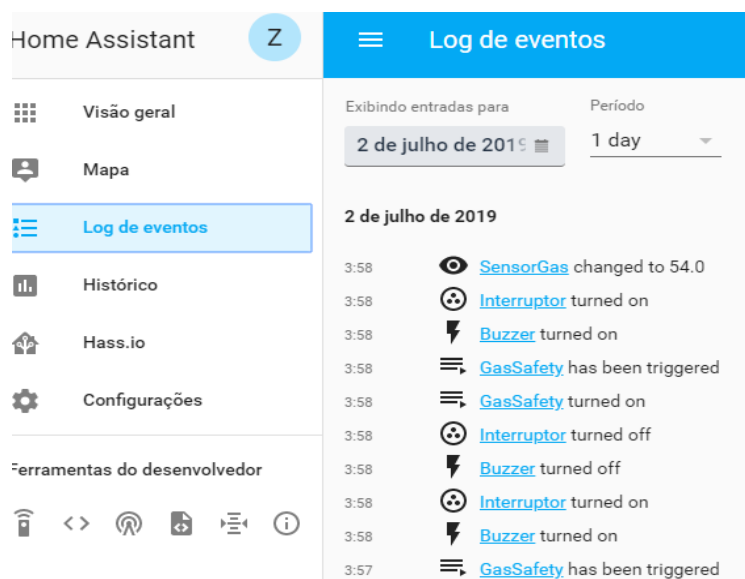 Home Assistant
Z
Visão geral
Mapa
Log de eventos
Histórico
Hass.io
Configurações
Ferramentas do desenvolvedor
Log de eventos
Exibindo entradas para
Período
2 de julho de 2019
1 day
2 de julho de 2019
3:58 SensorGas changed to 54.0
3:58 Interruptor turned on
3:58 Buzzer turned on
3:58 GasSafety has been triggered
3:58 GasSafety turned on
3:58 Interruptor turned off
3:58 Buzzer turned off
3:58 Interruptor turned on
3:58 Buzzer turned on
3:57 GasSafety has been triggered